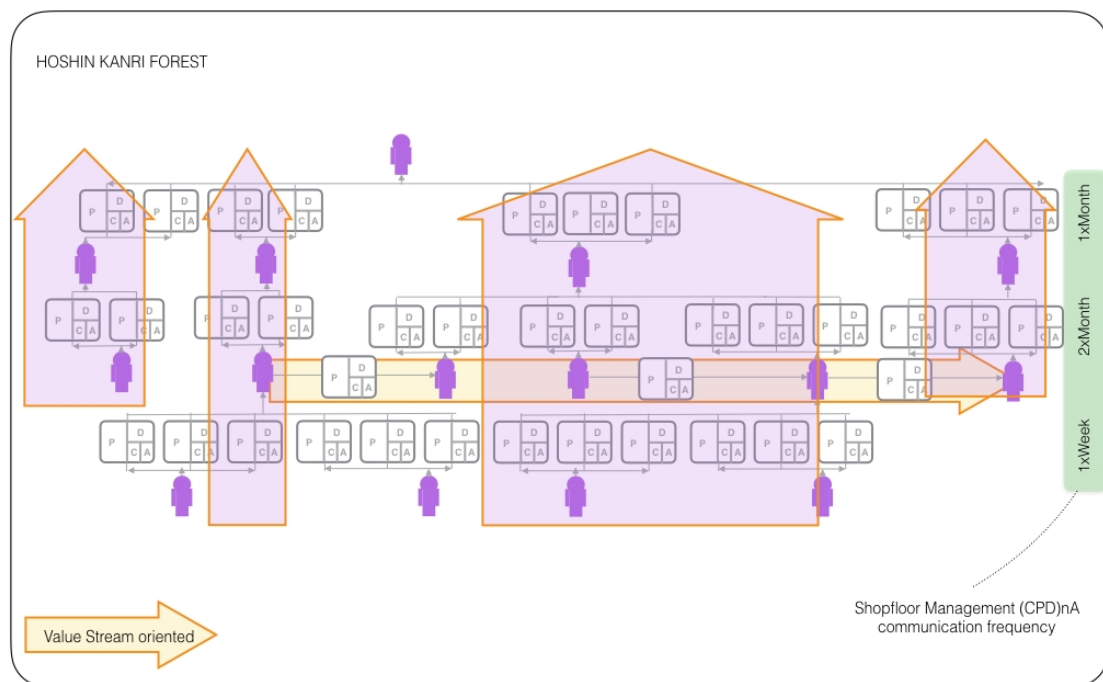 HOSHIN KANRI FOREST
P D C A P D C A P D C A P D C A P D C A P D C A P D C A P D C A P D C A P D C A
1xMonth
P D C A P D C A P D C A P D C A P D C A P D C A P D C A P D C A P D C A P D C A P D C A P D C A P D C A P D C A
2xMonth
P D C A P D C A P D C A
P D C A P D C A P D C A P D C A P D C A P D C A P D C A P D C A P D C A P D C A P D C A P D C A
1xWeek
Value Stream oriented
Shopfloor Management (CPD)nA
communication frequency